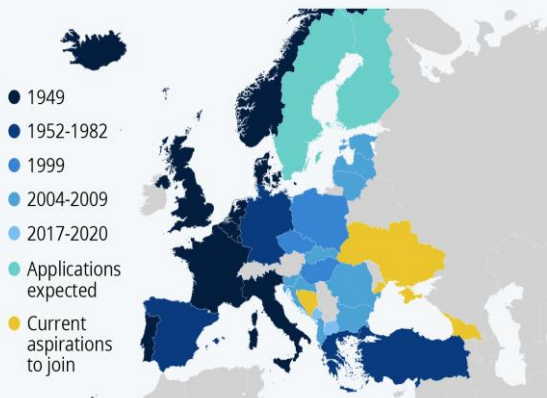 1949
1952-1982
1999
2004-2009
2017-2020
Applications
expected
Current
aspirations
to join